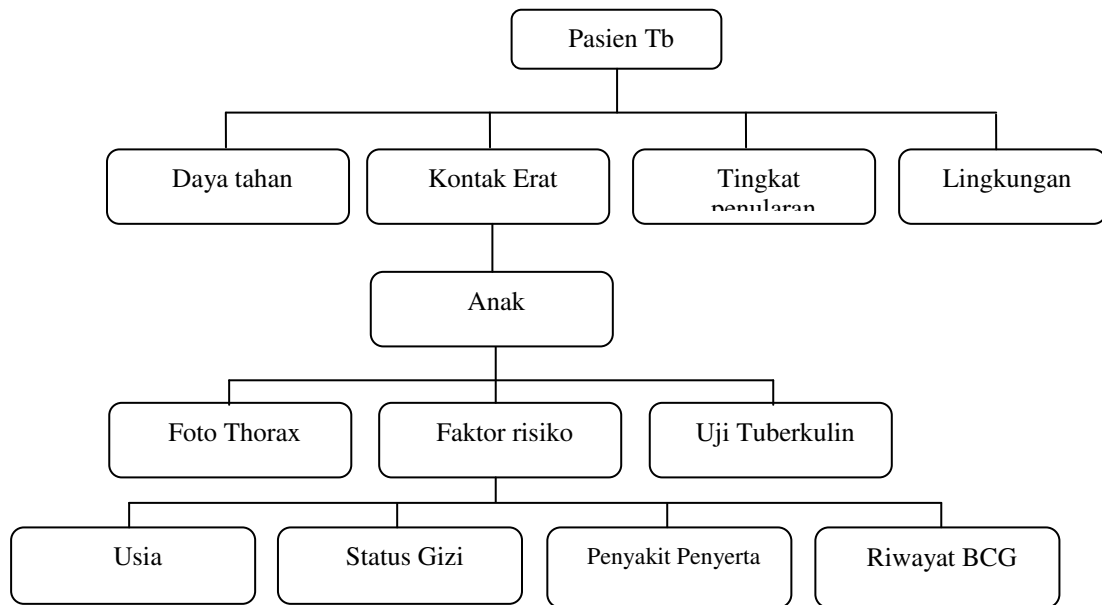 Pasien Tb
Daya tahan
Kontak Erat
Tingkat
penularan
Lingkungan
Anak
Foto Thorax
Faktor risiko
Uji Tuberkulin
Usia
Status Gizi
Penyakit Penyerta
Riwayat BCG